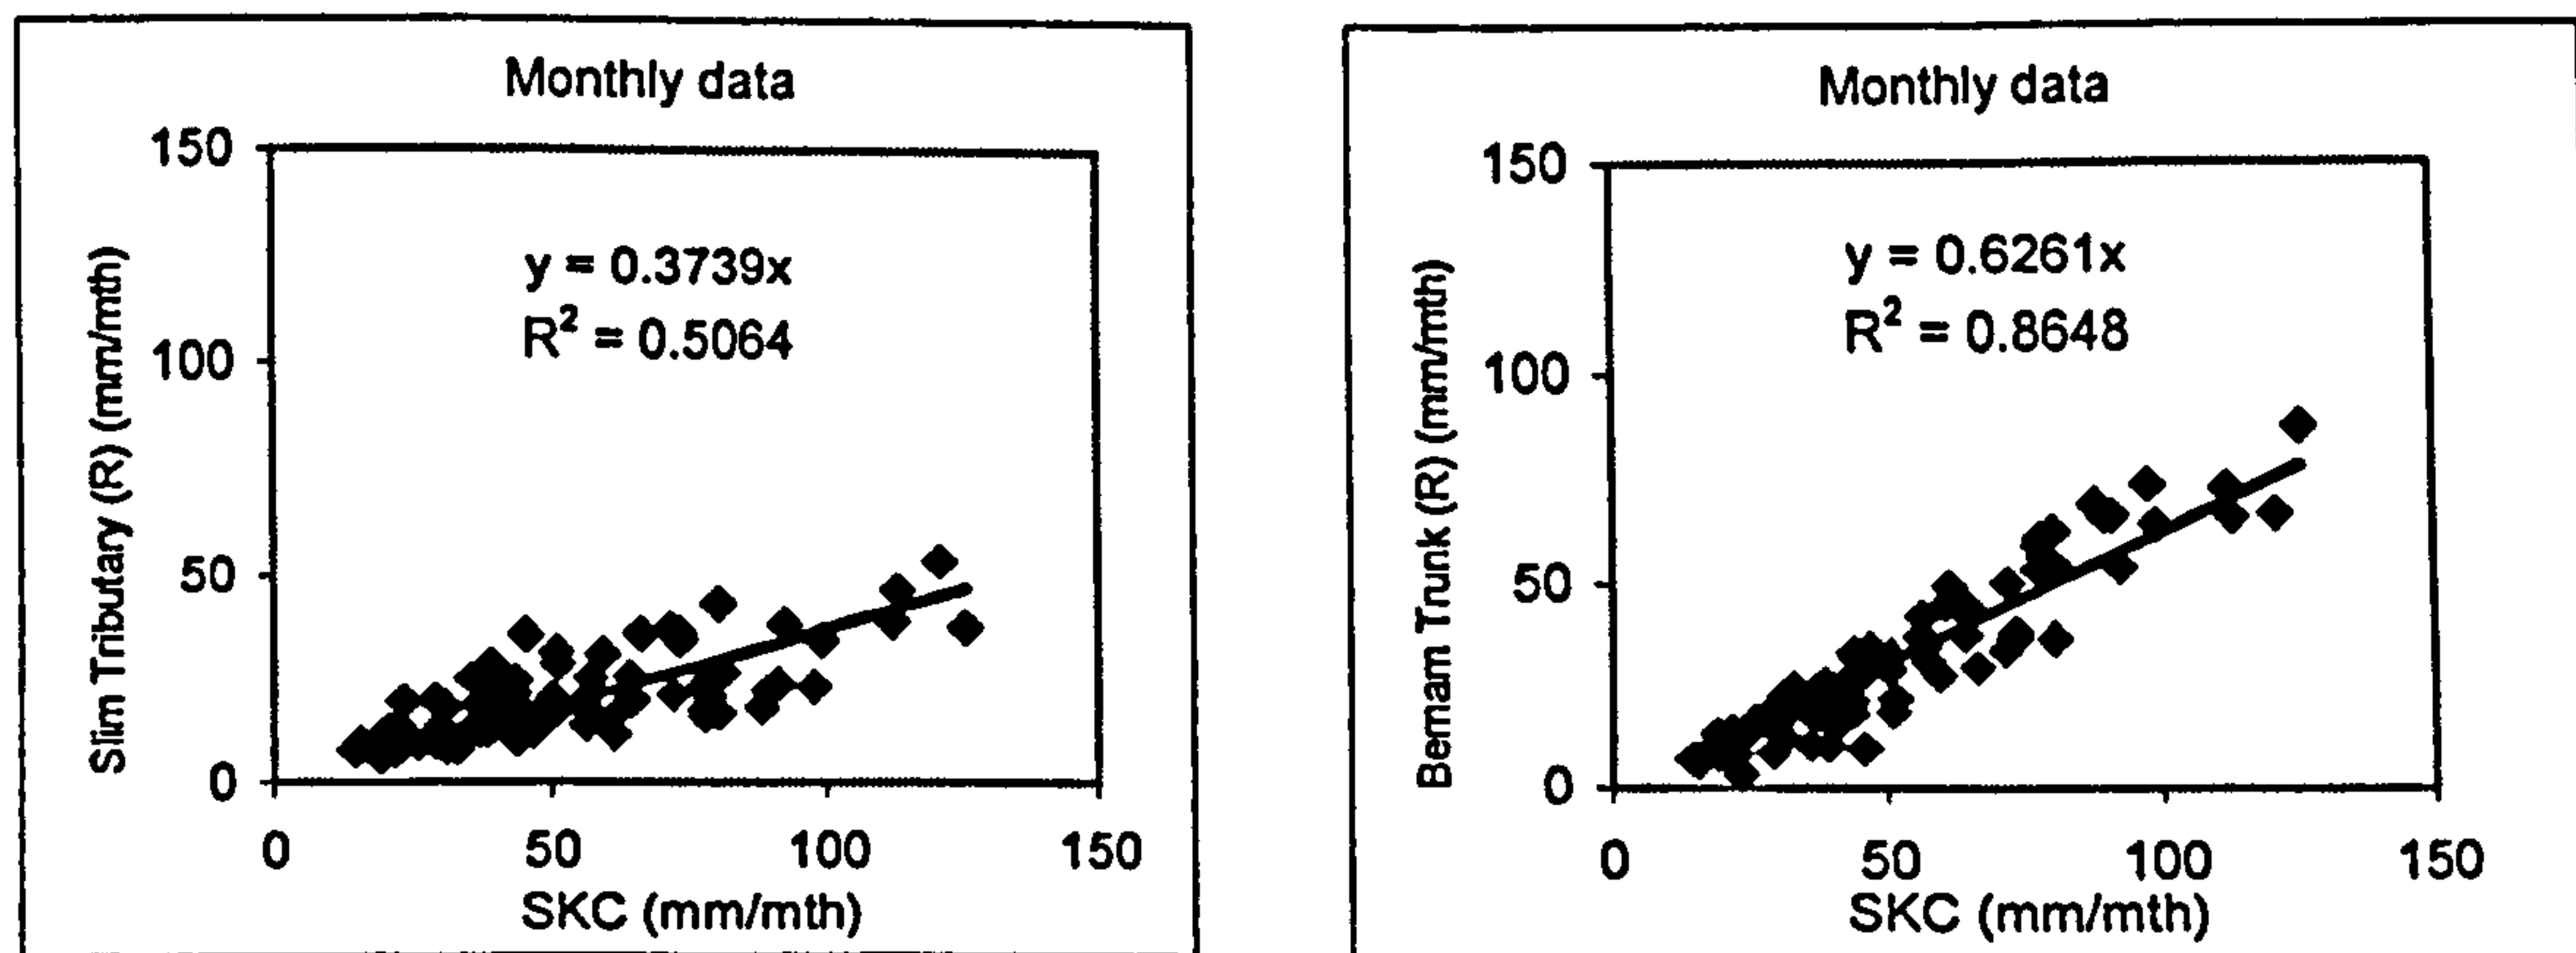 Monthly data
150
100
50
0
Slim Tributary (R) (mm/mth)
y = 0.3739x
R² = 0.5064
0 50 100 150
SKC (mm/mth)
Monthly data
150
100
50
0
Bernam Trunk (R) (mm/mth)
y = 0.6261x
R² = 0.8648
0 50 100 150
SKC (mm/mth)